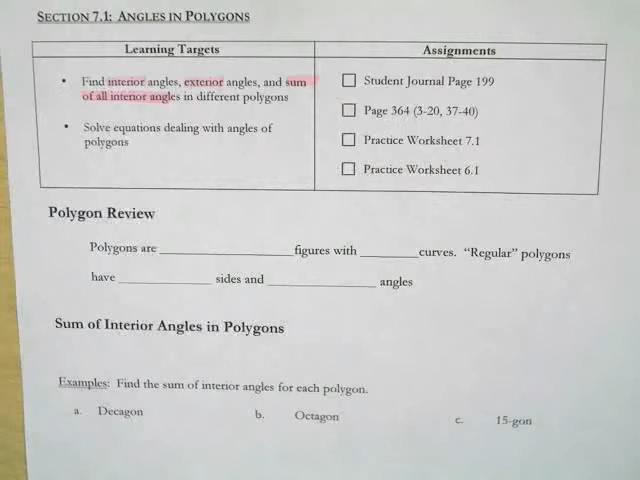 SECTION 7.1: ANGLES IN POLYGONS
Learning Targets
Assignments
• Find interior angles, exterior angles, and sum
of all interior angles in different polygons
• Solve equations dealing with angles of
polygons
Student Journal Page 199
Page 364 (3-20, 37-40)
Practice Worksheet 7.1
Practice Worksheet 6.1
Polygon Review
Polygons are ____________________ figures with _________ curves. "Regular" polygons
have ______________ sides and ________________ angles
Sum of Interior Angles in Polygons
Examples: Find the sum of interior angles for each polygon.
a. Decagon b. Octagon c. 15-gon